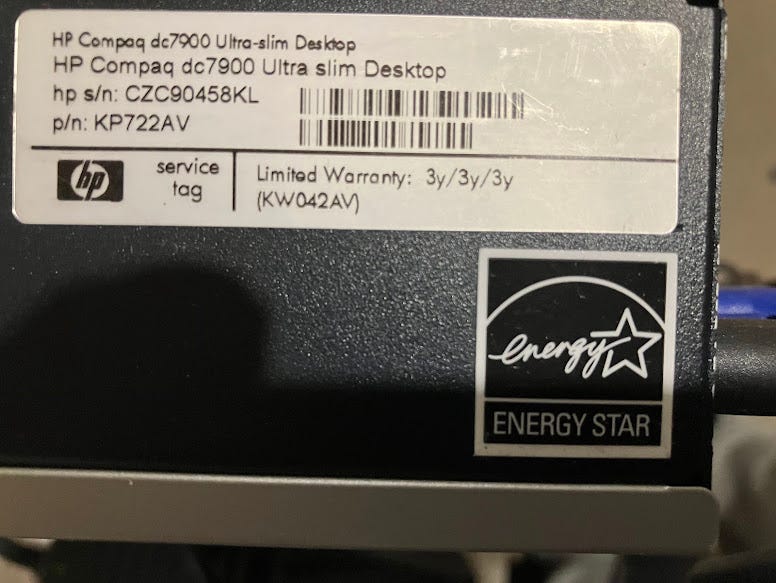 HP Compaq dc7900 Ultra-slim Desktop
HP Compaq dc7900 Ultra slim Desktop
hp s/n: CZC90458KL
p/n: KP722AV
hp
service
tag
Limited Warranty: 3y/3y/3y
(KW042AV)
energy
ENERGY STAR